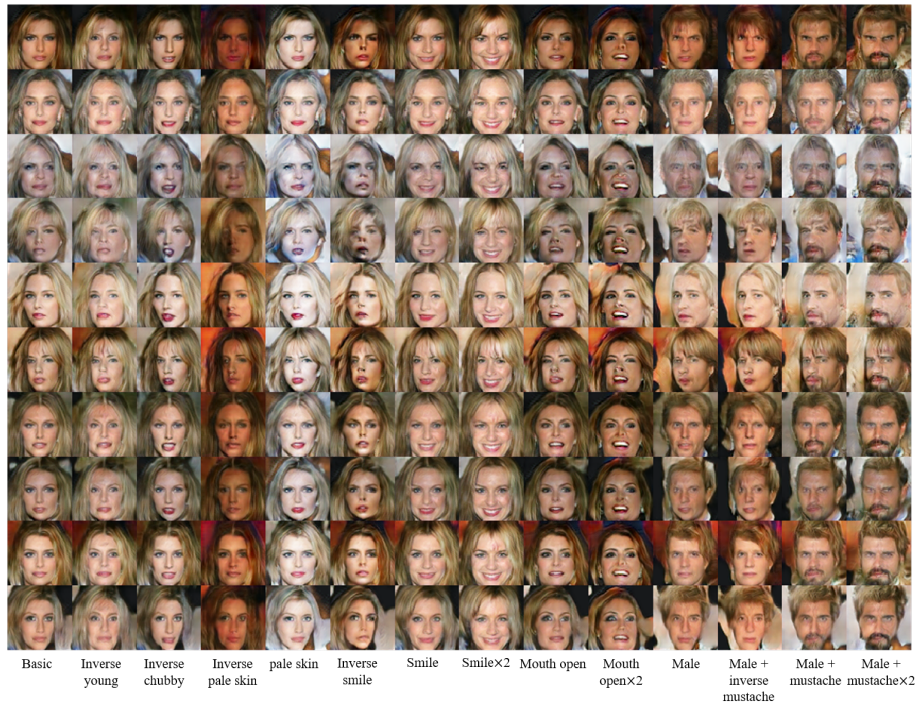 Basic
Inverse
young
Inverse
chubby
Inverse
pale skin
pale skin
Inverse
smile
Smile
Smile×2
Mouth open
Mouth
open×2
Male
Male +
inverse
mustache
Male +
mustache
Male +
mustache×2